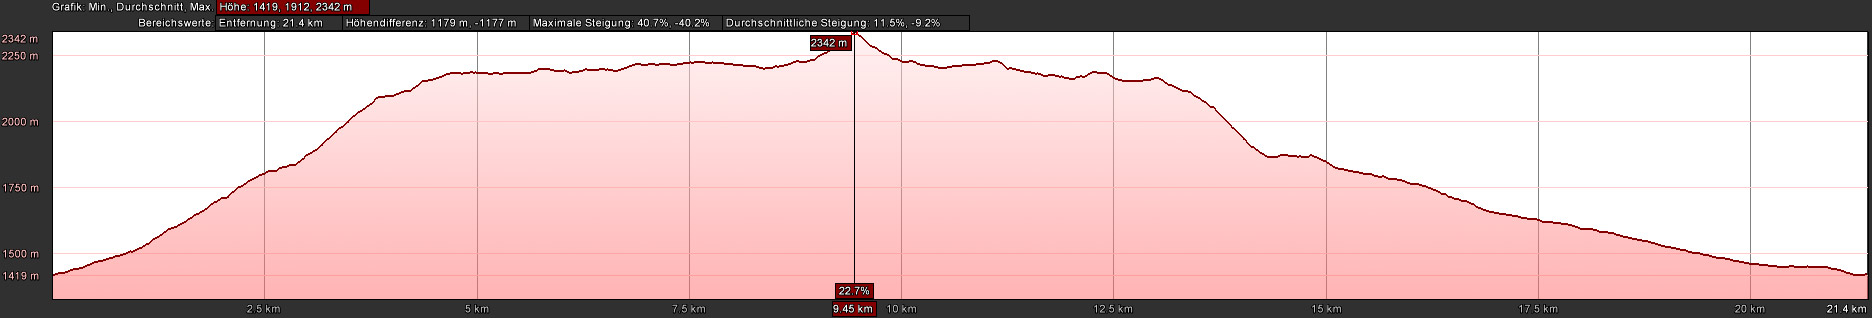 Grafik: Min., Durchschnitt, Max. Höhe: 1419, 1912, 2342 m
Bereichswerte: Entfernung: 21.4 km Höhendifferenz: 1179 m, -1177 m Maximale Steigung: 40.7%, -40.2% Durchschnittliche Steigung: 11.5%, -9.2%
2342 m
2342 m
2250 m
2000 m
1750 m
1500 m
1419 m
22.7%
2.5 km 5 km 7.5 km 9.45 km 10 km 12.5 km 15 km 17.5 km 20 km 21.4 km